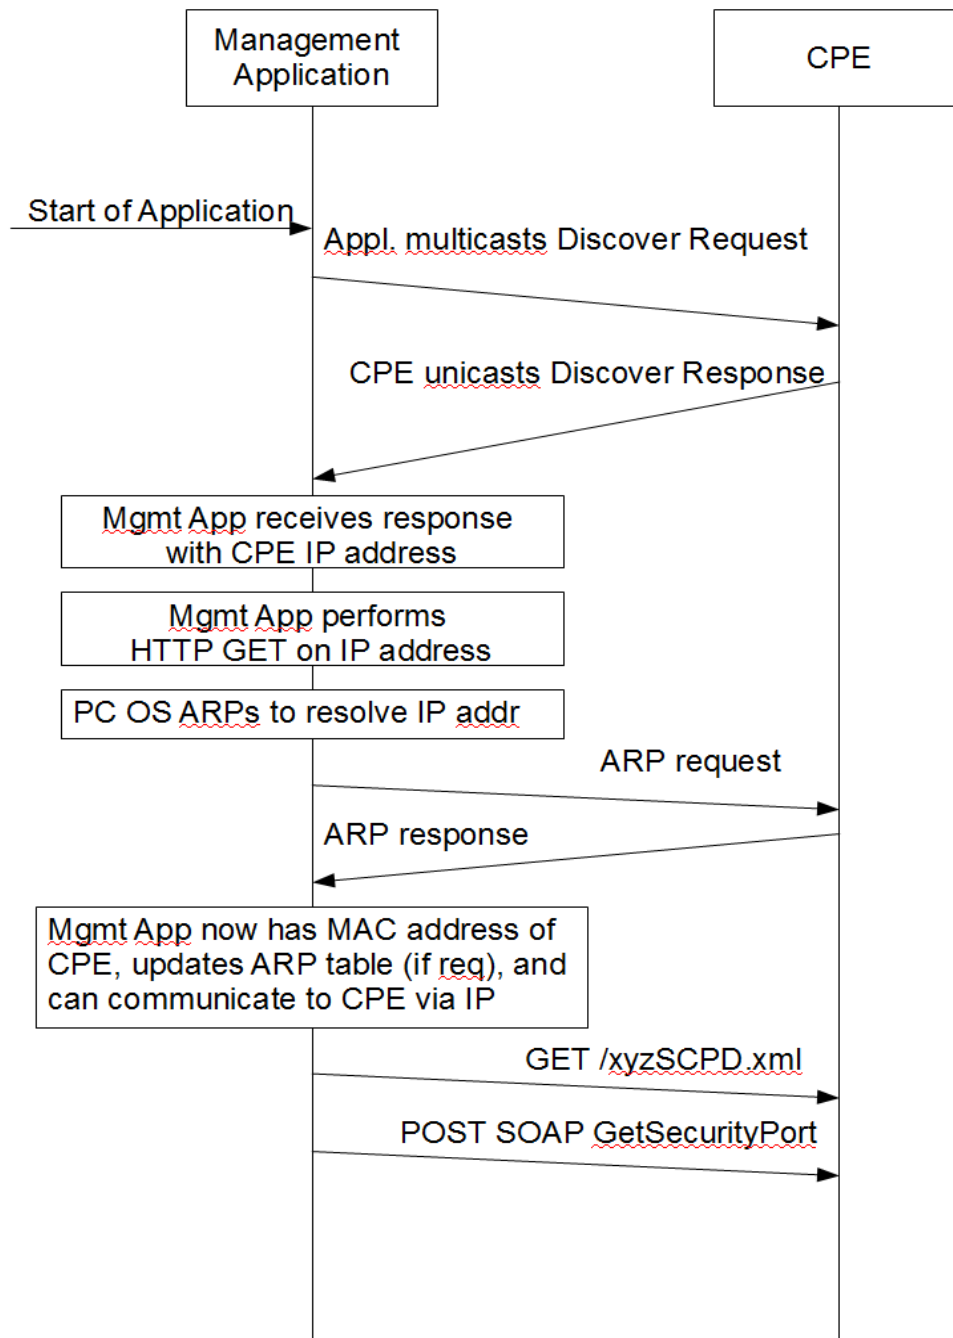 Management
Application
CPE
Start of Application
Appl. multicasts Discover Request
CPE unicasts Discover Response
Mgmt App receives response
with CPE IP address
Mgmt App performs
HTTP GET on IP address
PC OS ARPs to resolve IP addr
ARP request
ARP response
Mgmt App now has MAC address of
CPE, updates ARP table (if req), and
can communicate to CPE via IP
GET /xyzSCPD.xml
POST SOAP GetSecurityPort